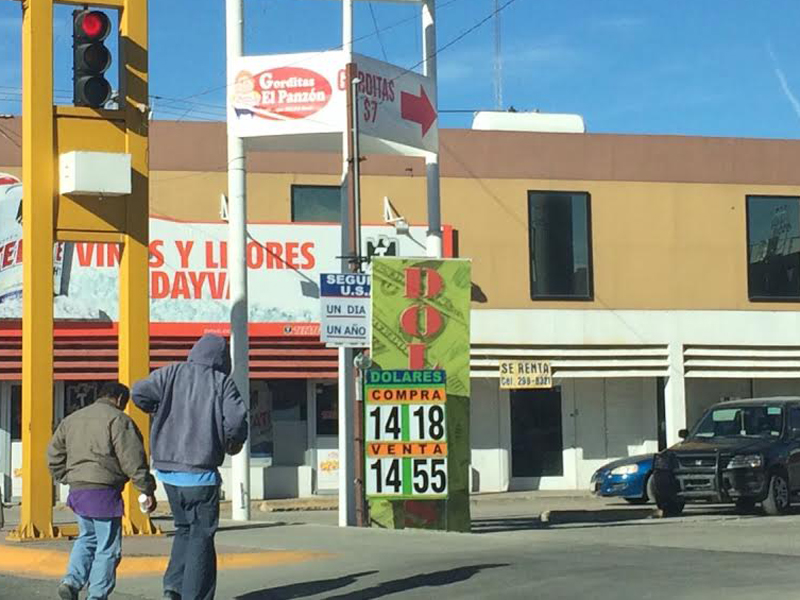 Gorditas
El Panzón
GORDITAS
$7
VINOS Y LICORES
DAYVA
U.S.
UN DIA
UN AÑO
DOL
DOLARES
COMPRA
14 18
VENTA
14 55
SE RENTA